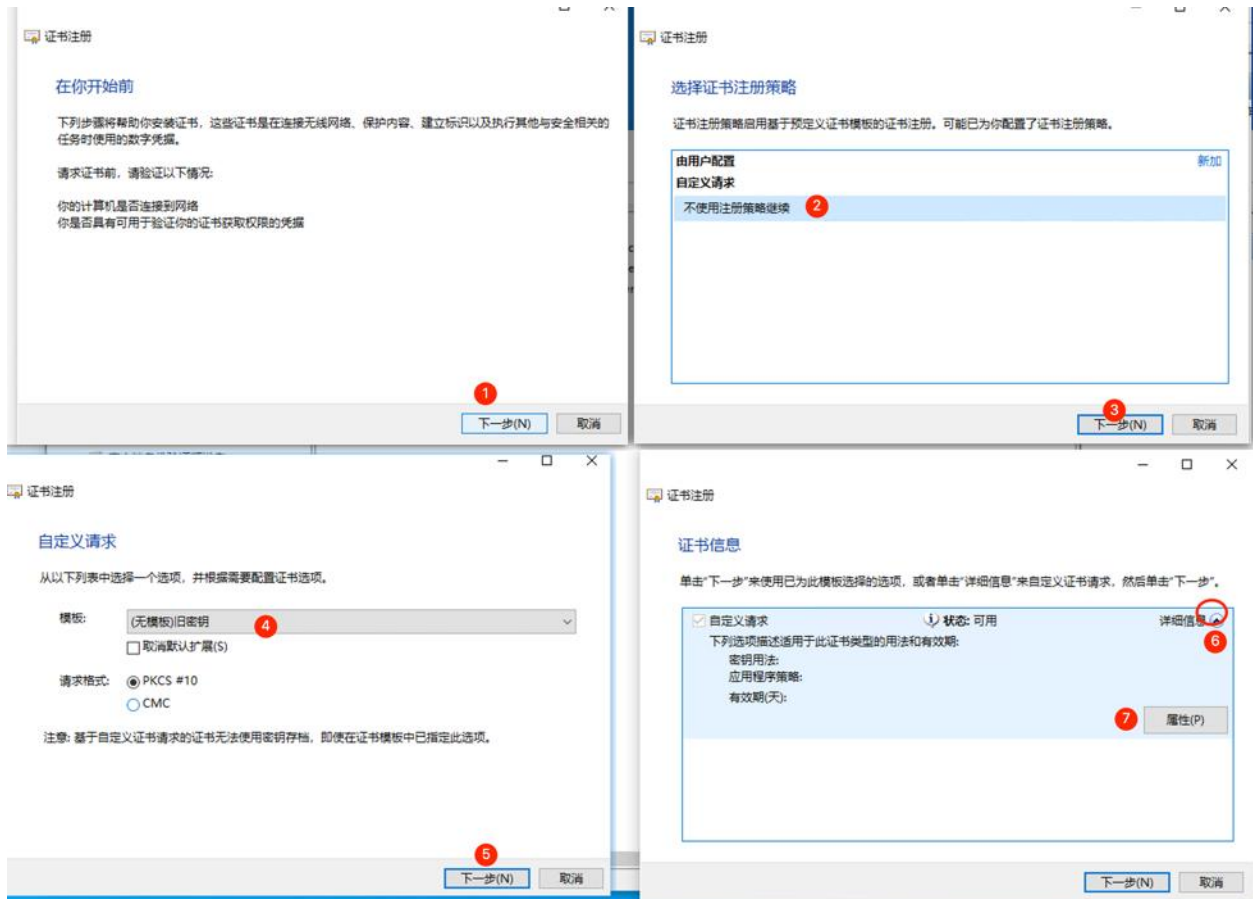 证书注册
在你开始前
下列步骤将帮助你安装证书，这些证书是在连接无线网络、保护内容、建立标识以及执行其他与安全相关的
任务时使用的数字凭据。
请求证书前，请验证以下情况:
你的计算机是否连接到网络
你是否具有可用于验证你的证书获取权限的凭据
1
下一步(N) 取消
证书注册
选择证书注册策略
证书注册策略启用基于预定义证书模板的证书注册。可能已为你配置了证书注册策略。
由用户配置 新加
自定义请求
不使用注册策略继续 2
3
下一步(N) 取消
证书注册
自定义请求
从以下列表中选择一个选项，并根据需要配置证书选项。
模板: (无模板)旧密钥 4
取消默认扩展(S)
请求格式: PKCS #10
CMC
注意: 基于自定义证书请求的证书无法使用密钥存档，即使在证书模板中已指定此选项。
5
下一步(N) 取消
证书注册
证书信息
单击"下一步"来使用已为此模板选择的选项，或者单击"详细信息"来自定义证书请求，然后单击"下一步"。
自定义请求 状态: 可用 详细信息
6
下列选项描述适用于此证书类型的用法和有效期:
密钥用法:
应用程序策略:
有效期(天):
7 属性(P)
下一步(N) 取消